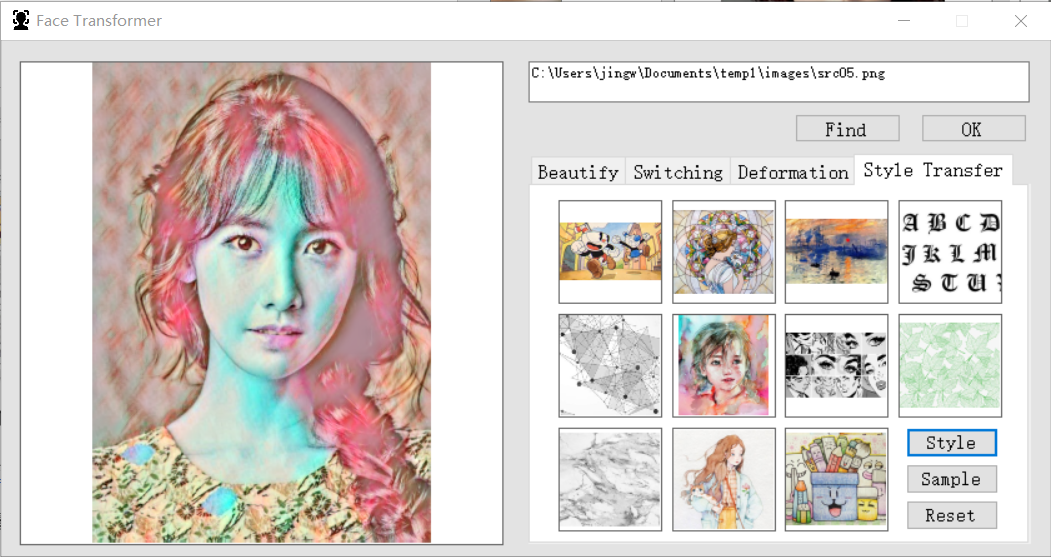 Face Transformer
C:\Users\jingw\Documents\temp1\images\src05.png
Find
OK
Beautify
Switching
Deformation
Style Transfer
A B C D
J K L M
S T U
Style
Sample
Reset